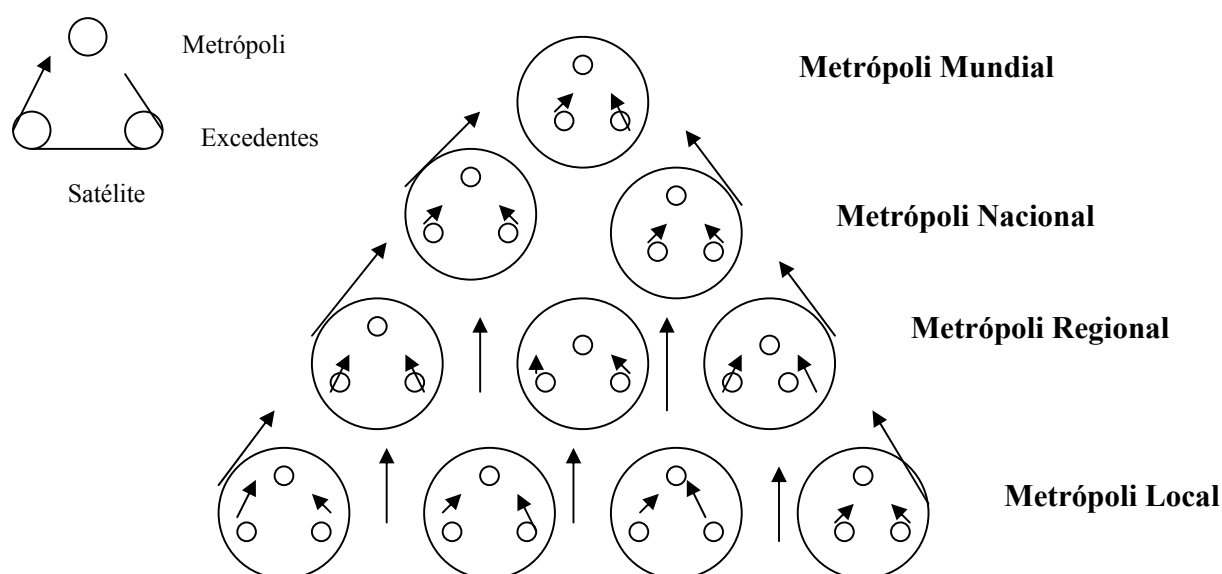 Metrópoli
Excedentes
Satélite
Metrópoli Mundial
Metrópoli Nacional
Metrópoli Regional
Metrópoli Local